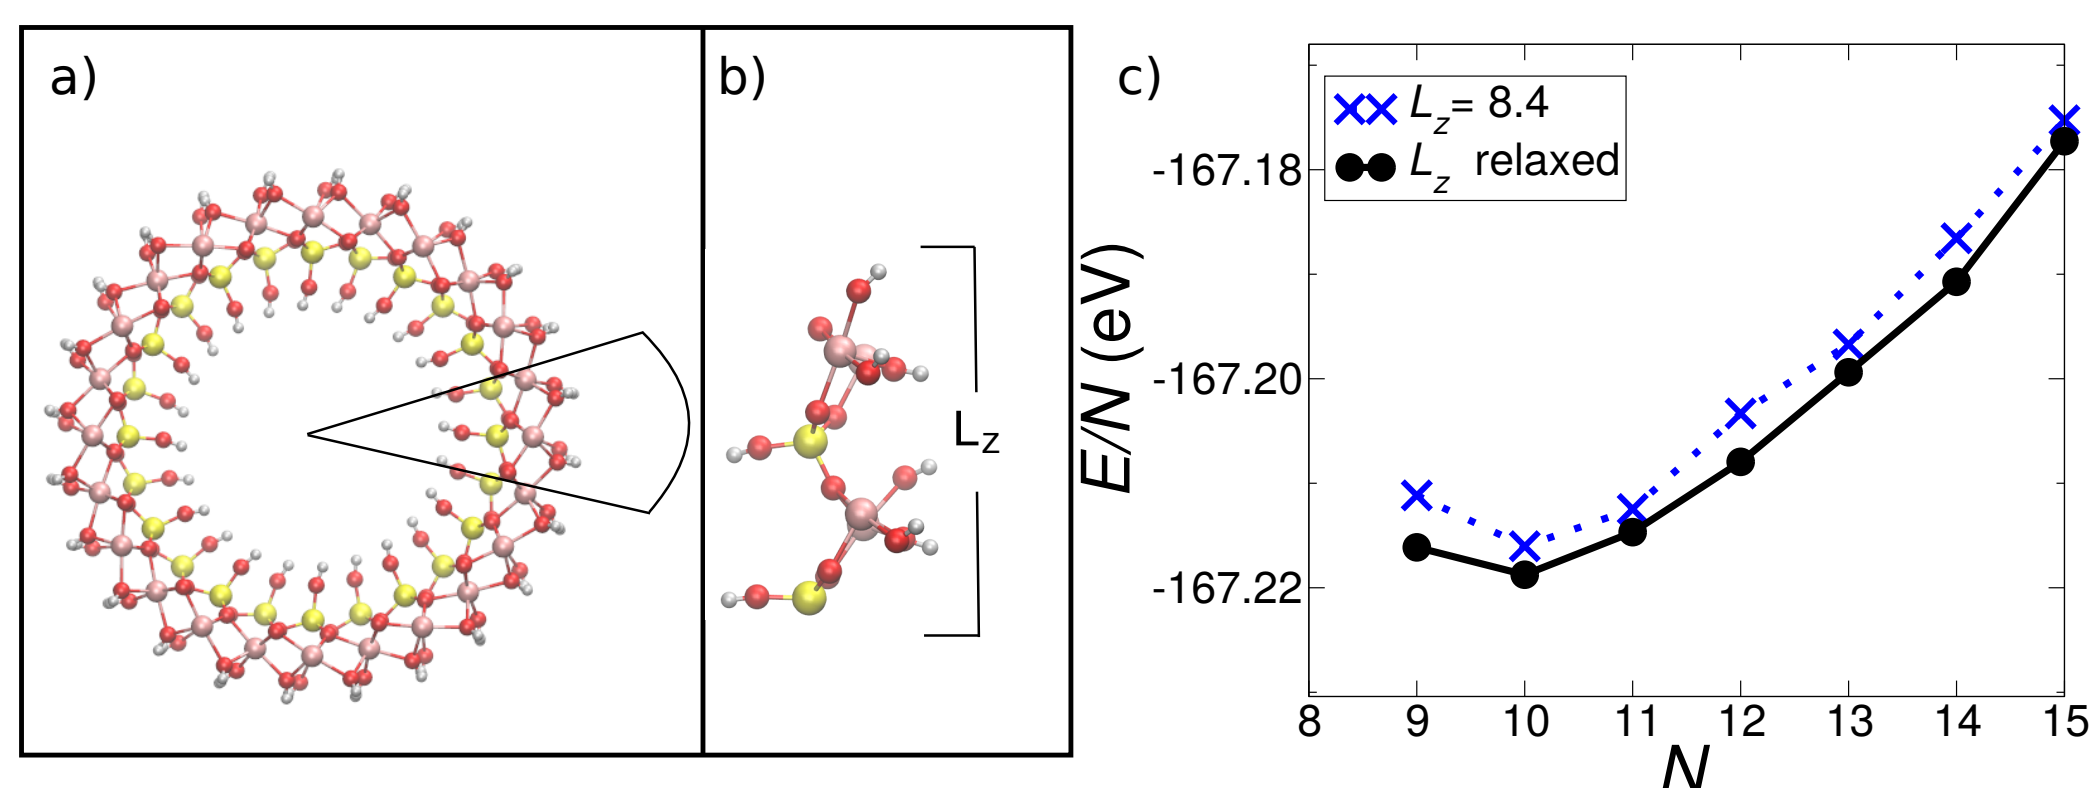 a)
b)
L_z
c)
L_z = 8.4
L_z relaxed
E/N (eV)
-167.18
-167.20
-167.22
8 9 10 11 12 13 14 15
N